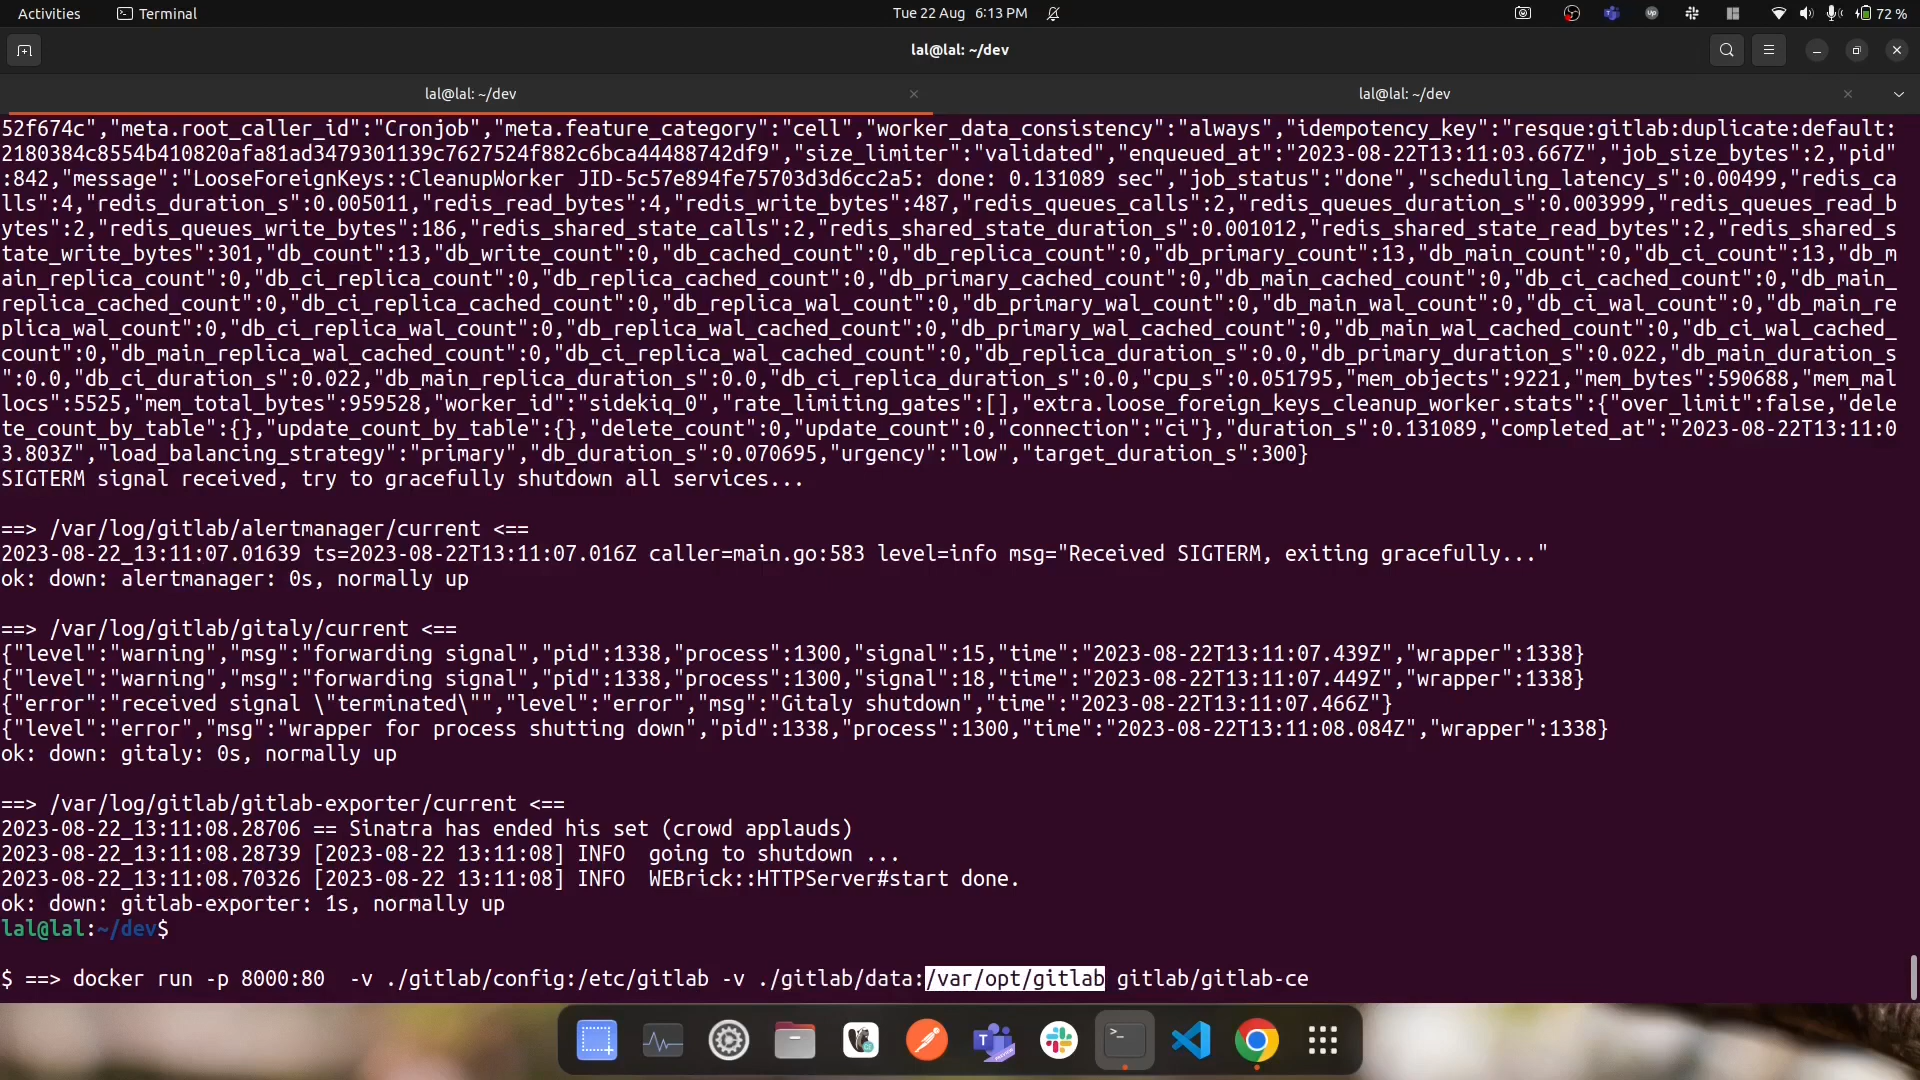 Activities Terminal Tue 22 Aug 6:13 PM 72 %
lal@lal: ~/dev
lal@lal: ~/dev lal@lal: ~/dev
52f674c","meta.root_caller_id":"Cronjob","meta.feature_category":"cell","worker_data_consistency":"always","idempotency_key":"resque:gitlab:duplicate:default:
2180384c8554b410820afa81ad3479301139c7627524f882c6bca44488742df9","size_limiter":"validated","enqueued_at":"2023-08-22T13:11:03.667Z","job_size_bytes":2,"pid"
:842,"message":"LooseForeignKeys::CleanupWorker JID-5c57e894fe75703d3d6cc2a5: done: 0.131089 sec","job_status":"done","scheduling_latency_s":0.00499,"redis_ca
lls":4,"redis_duration_s":0.005011,"redis_read_bytes":4,"redis_write_bytes":487,"redis_queues_calls":2,"redis_queues_duration_s":0.003999,"redis_queues_read_b
ytes":2,"redis_queues_write_bytes":186,"redis_shared_state_calls":2,"redis_shared_state_duration_s":0.001012,"redis_shared_state_read_bytes":2,"redis_shared_s
tate_write_bytes":301,"db_count":13,"db_write_count":0,"db_cached_count":0,"db_replica_count":0,"db_primary_count":13,"db_main_count":0,"db_ci_count":13,"db_m
ain_replica_count":0,"db_ci_replica_count":0,"db_replica_cached_count":0,"db_primary_cached_count":0,"db_main_cached_count":0,"db_ci_cached_count":0,"db_main_
replica_cached_count":0,"db_ci_replica_cached_count":0,"db_replica_wal_count":0,"db_primary_wal_count":0,"db_main_wal_count":0,"db_ci_wal_count":0,"db_main_re
plica_wal_count":0,"db_ci_replica_wal_count":0,"db_replica_wal_cached_count":0,"db_primary_wal_cached_count":0,"db_main_wal_cached_count":0,"db_ci_wal_cached_
count":0,"db_main_replica_wal_cached_count":0,"db_ci_replica_wal_cached_count":0,"db_replica_duration_s":0.0,"db_primary_duration_s":0.022,"db_main_duration_s
":0.0,"db_ci_duration_s":0.022,"db_main_replica_duration_s":0.0,"db_ci_replica_duration_s":0.0,"cpu_s":0.051795,"mem_objects":9221,"mem_bytes":590688,"mem_mal
locs":5525,"mem_total_bytes":959528,"worker_id":"sidekiq_0","rate_limiting_gates":[],"extra.loose_foreign_keys_cleanup_worker.stats":{"over_limit":false,"dele
te_count_by_table":{},"update_count_by_table":{},"delete_count":0,"update_count":0,"connection":"ci"},"duration_s":0.131089,"completed_at":"2023-08-22T13:11:0
3.803Z","load_balancing_strategy":"primary","db_duration_s":0.070695,"urgency":"low","target_duration_s":300}
SIGTERM signal received, try to gracefully shutdown all services...
==> /var/log/gitlab/alertmanager/current <==
2023-08-22_13:11:07.01639 ts=2023-08-22T13:11:07.016Z caller=main.go:583 level=info msg="Received SIGTERM, exiting gracefully..."
ok: down: alertmanager: 0s, normally up
==> /var/log/gitlab/gitaly/current <==
{"level":"warning","msg":"forwarding signal","pid":1338,"process":1300,"signal":15,"time":"2023-08-22T13:11:07.439Z","wrapper":1338}
{"level":"warning","msg":"forwarding signal","pid":1338,"process":1300,"signal":18,"time":"2023-08-22T13:11:07.449Z","wrapper":1338}
{"error":"received signal \"terminated\"","level":"error","msg":"Gitaly shutdown","time":"2023-08-22T13:11:07.466Z"}
{"level":"error","msg":"wrapper for process shutting down","pid":1338,"process":1300,"time":"2023-08-22T13:11:08.084Z","wrapper":1338}
ok: down: gitaly: 0s, normally up
==> /var/log/gitlab/gitlab-exporter/current <==
2023-08-22_13:11:08.28706 == Sinatra has ended his set (crowd applauds)
2023-08-22_13:11:08.28739 [2023-08-22 13:11:08] INFO  going to shutdown ...
2023-08-22_13:11:08.70326 [2023-08-22 13:11:08] INFO  WEBrick::HTTPServer#start done.
ok: down: gitlab-exporter: 1s, normally up
lal@lal:~/dev$
$ ==> docker run -p 8000:80  -v ./gitlab/config:/etc/gitlab -v ./gitlab/data:/var/opt/gitlab gitlab/gitlab-ce